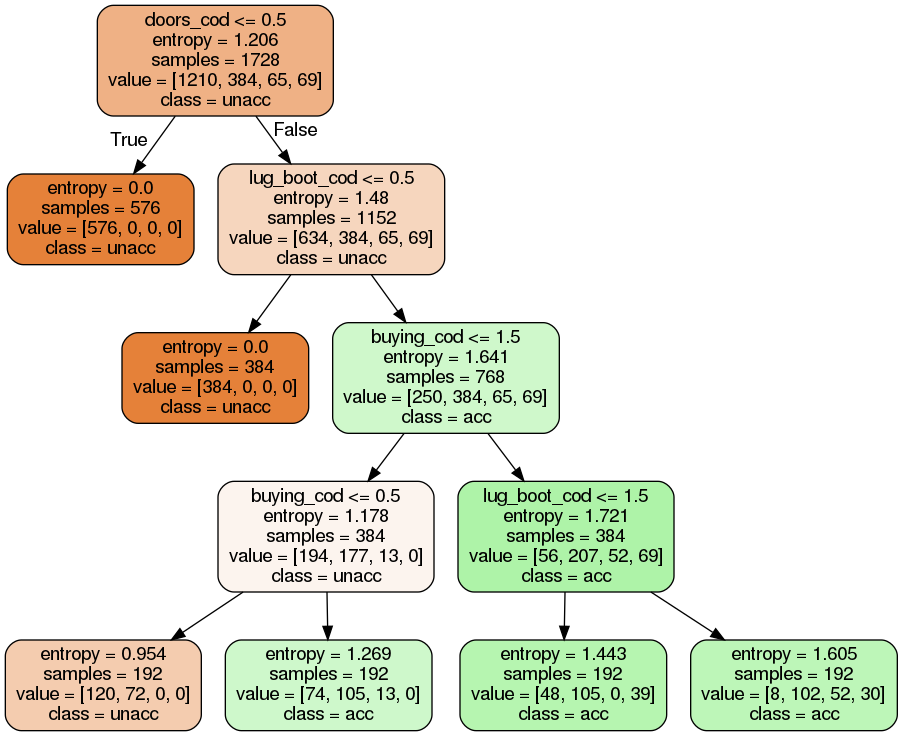 doors_cod <= 0.5
entropy = 1.206
samples = 1728
value = [1210, 384, 65, 69]
class = unacc
True
False
entropy = 0.0
samples = 576
value = [576, 0, 0, 0]
class = unacc
lug_boot_cod <= 0.5
entropy = 1.48
samples = 1152
value = [634, 384, 65, 69]
class = unacc
entropy = 0.0
samples = 384
value = [384, 0, 0, 0]
class = unacc
buying_cod <= 1.5
entropy = 1.641
samples = 768
value = [250, 384, 65, 69]
class = acc
buying_cod <= 0.5
entropy = 1.178
samples = 384
value = [194, 177, 13, 0]
class = unacc
lug_boot_cod <= 1.5
entropy = 1.721
samples = 384
value = [56, 207, 52, 69]
class = acc
entropy = 0.954
samples = 192
value = [120, 72, 0, 0]
class = unacc
entropy = 1.269
samples = 192
value = [74, 105, 13, 0]
class = acc
entropy = 1.443
samples = 192
value = [48, 105, 0, 39]
class = acc
entropy = 1.605
samples = 192
value = [8, 102, 52, 30]
class = acc